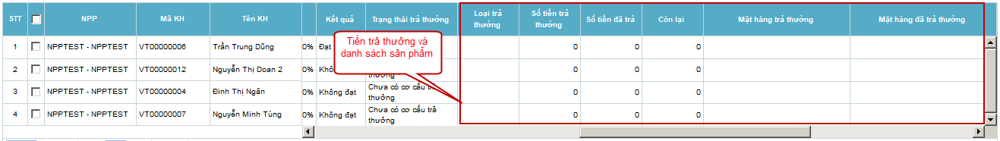 STT NPP Mã KH Tên KH Kết quả Trạng thái trả thưởng Loại trả thưởng Số tiền trả thưởng Số tiền đã trả Còn lại Mặt hàng trả thưởng Mặt hàng đã trả thưởng
Tiền trả thưởng và
danh sách sản phẩm
1 NPPTEST - NPPTEST VT00000006 Trần Trung Dũng 0% Đạt 0 0 0
2 NPPTEST - NPPTEST VT00000012 Nguyễn Thị Doan 2 0% thưởng 0 0 0
3 NPPTEST - NPPTEST VT00000004 Đinh Thị Ngân 0% Không đạt Chưa có cơ cấu trả thưởng 0 0 0
4 NPPTEST - NPPTEST VT00000007 Nguyễn Minh Tùng 0% Không đạt Chưa có cơ cấu trả thưởng 0 0 0